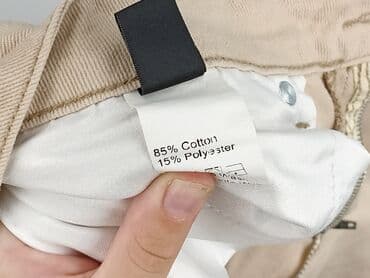 85% Cotton
15% Polyester